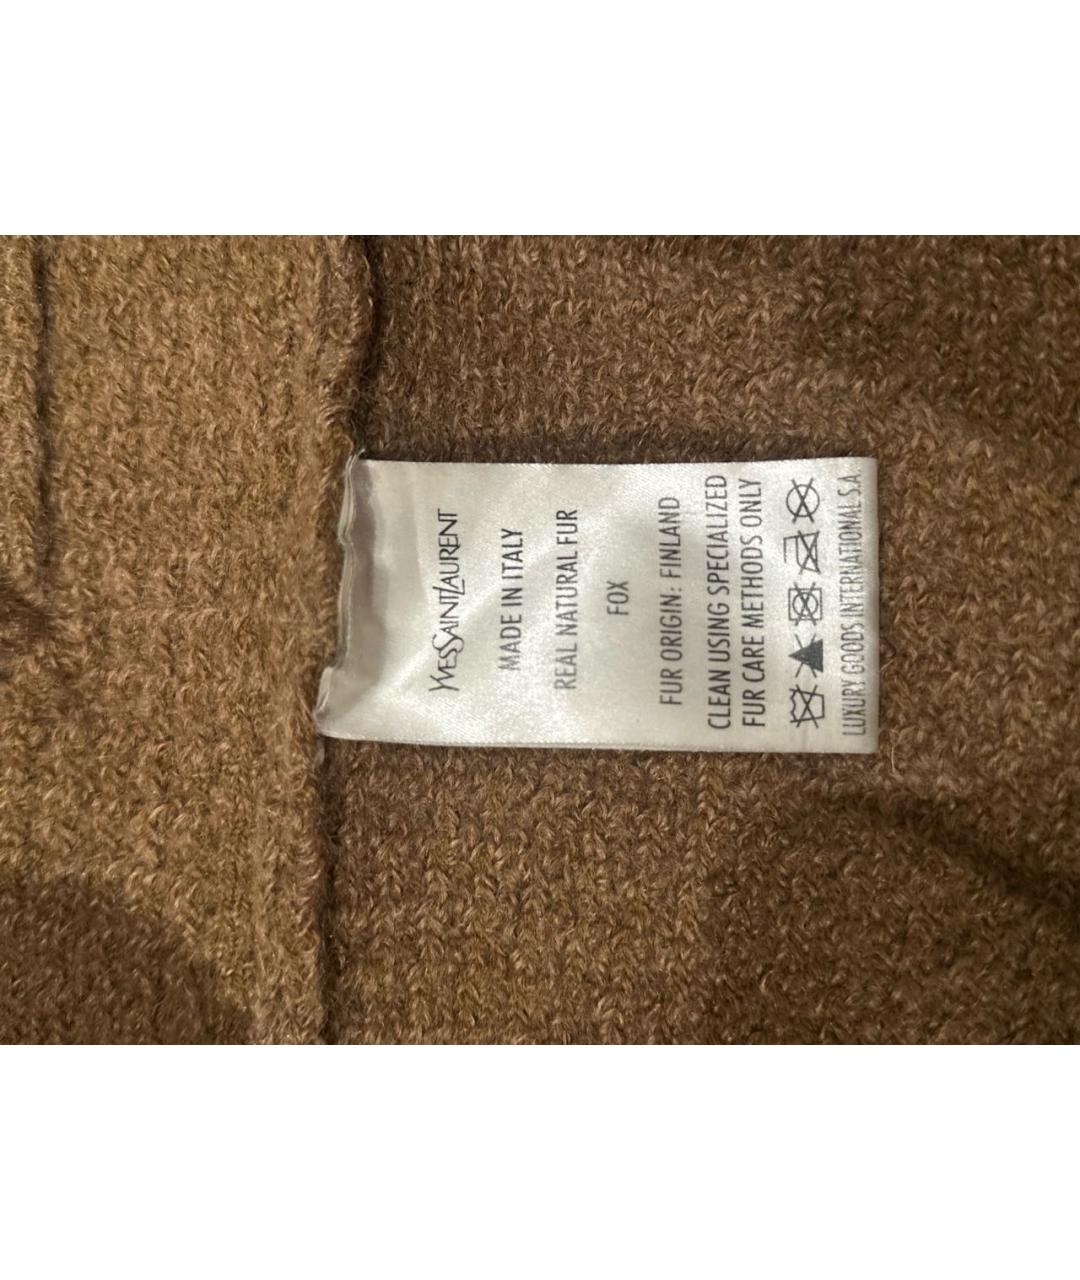 YVESSAINTLAURENT
MADE IN ITALY
REAL NATURAL FUR
FOX
FUR ORIGIN: FINLAND
CLEAN USING SPECIALIZED
FUR CARE METHODS ONLY
LUXURY GOODS INTERNATIONAL S.A.